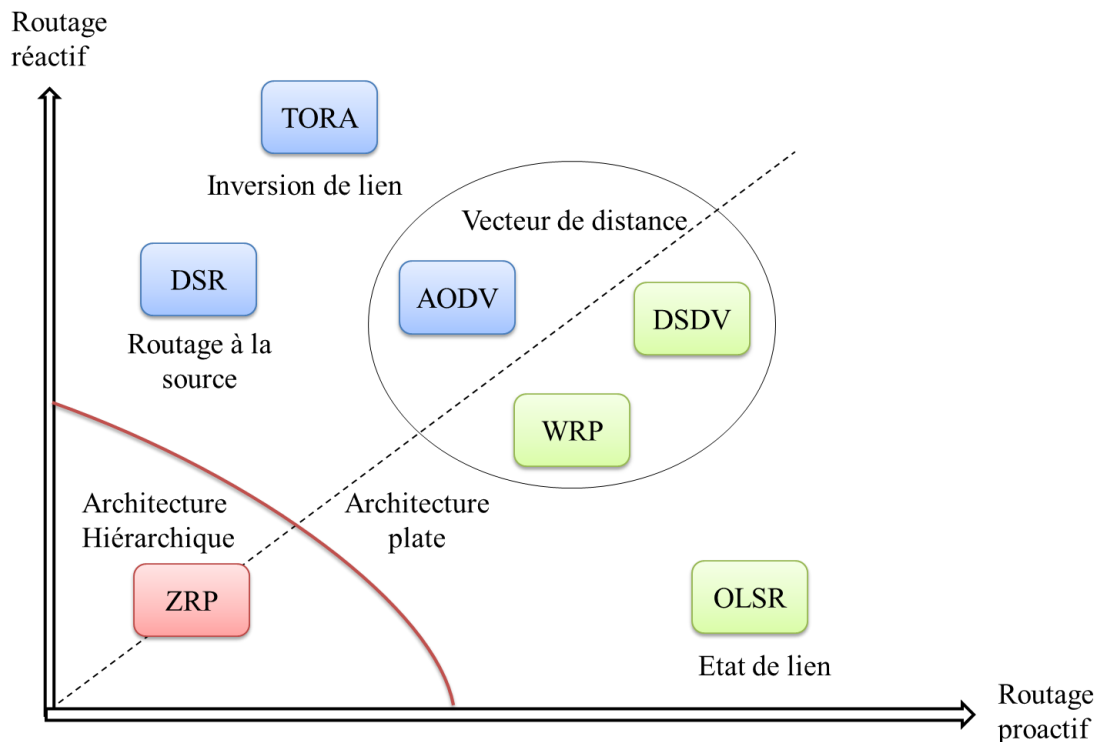 Routage
réactif
TORA
Inversion de lien
Vecteur de distance
DSR
AODV
DSDV
Routage à la
source
WRP
Architecture
Hiérarchique
Architecture
plate
ZRP
OLSR
Etat de lien
Routage
proactif